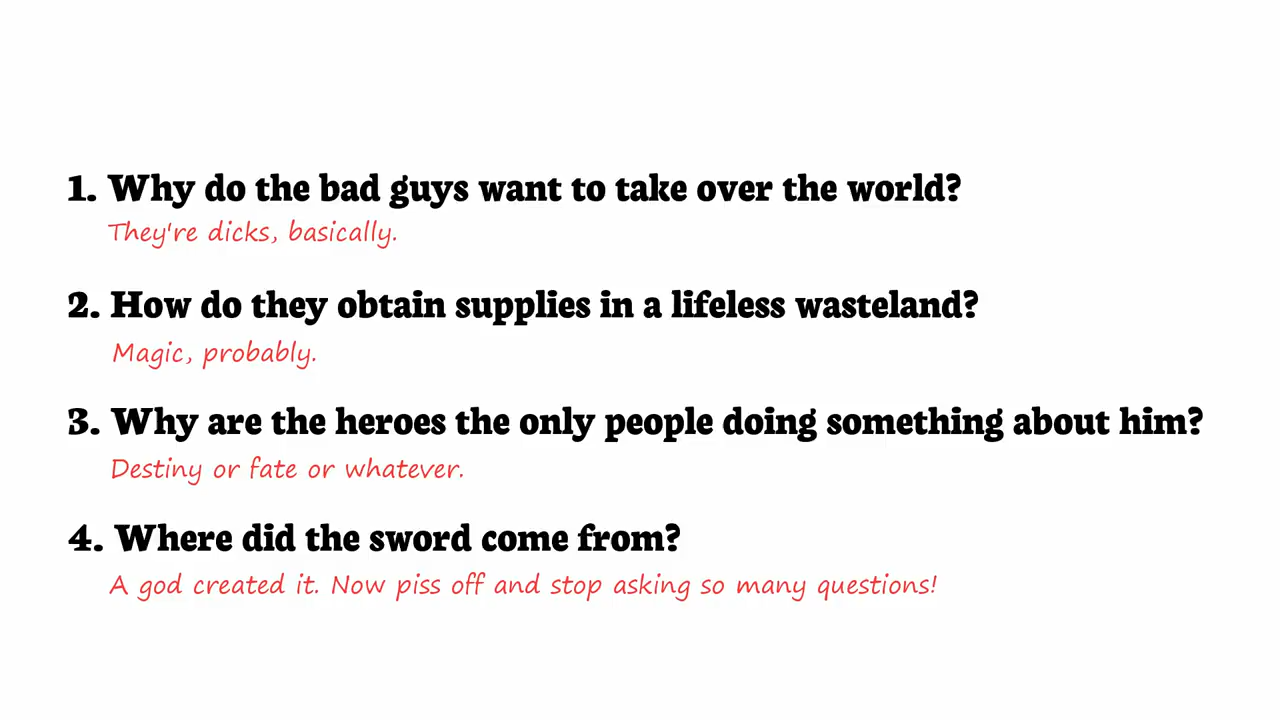 1. Why do the bad guys want to take over the world?
They're dicks, basically.
2. How do they obtain supplies in a lifeless wasteland?
Magic, probably.
3. Why are the heroes the only people doing something about him?
Destiny or fate or whatever.
4. Where did the sword come from?
A god created it. Now piss off and stop asking so many questions!